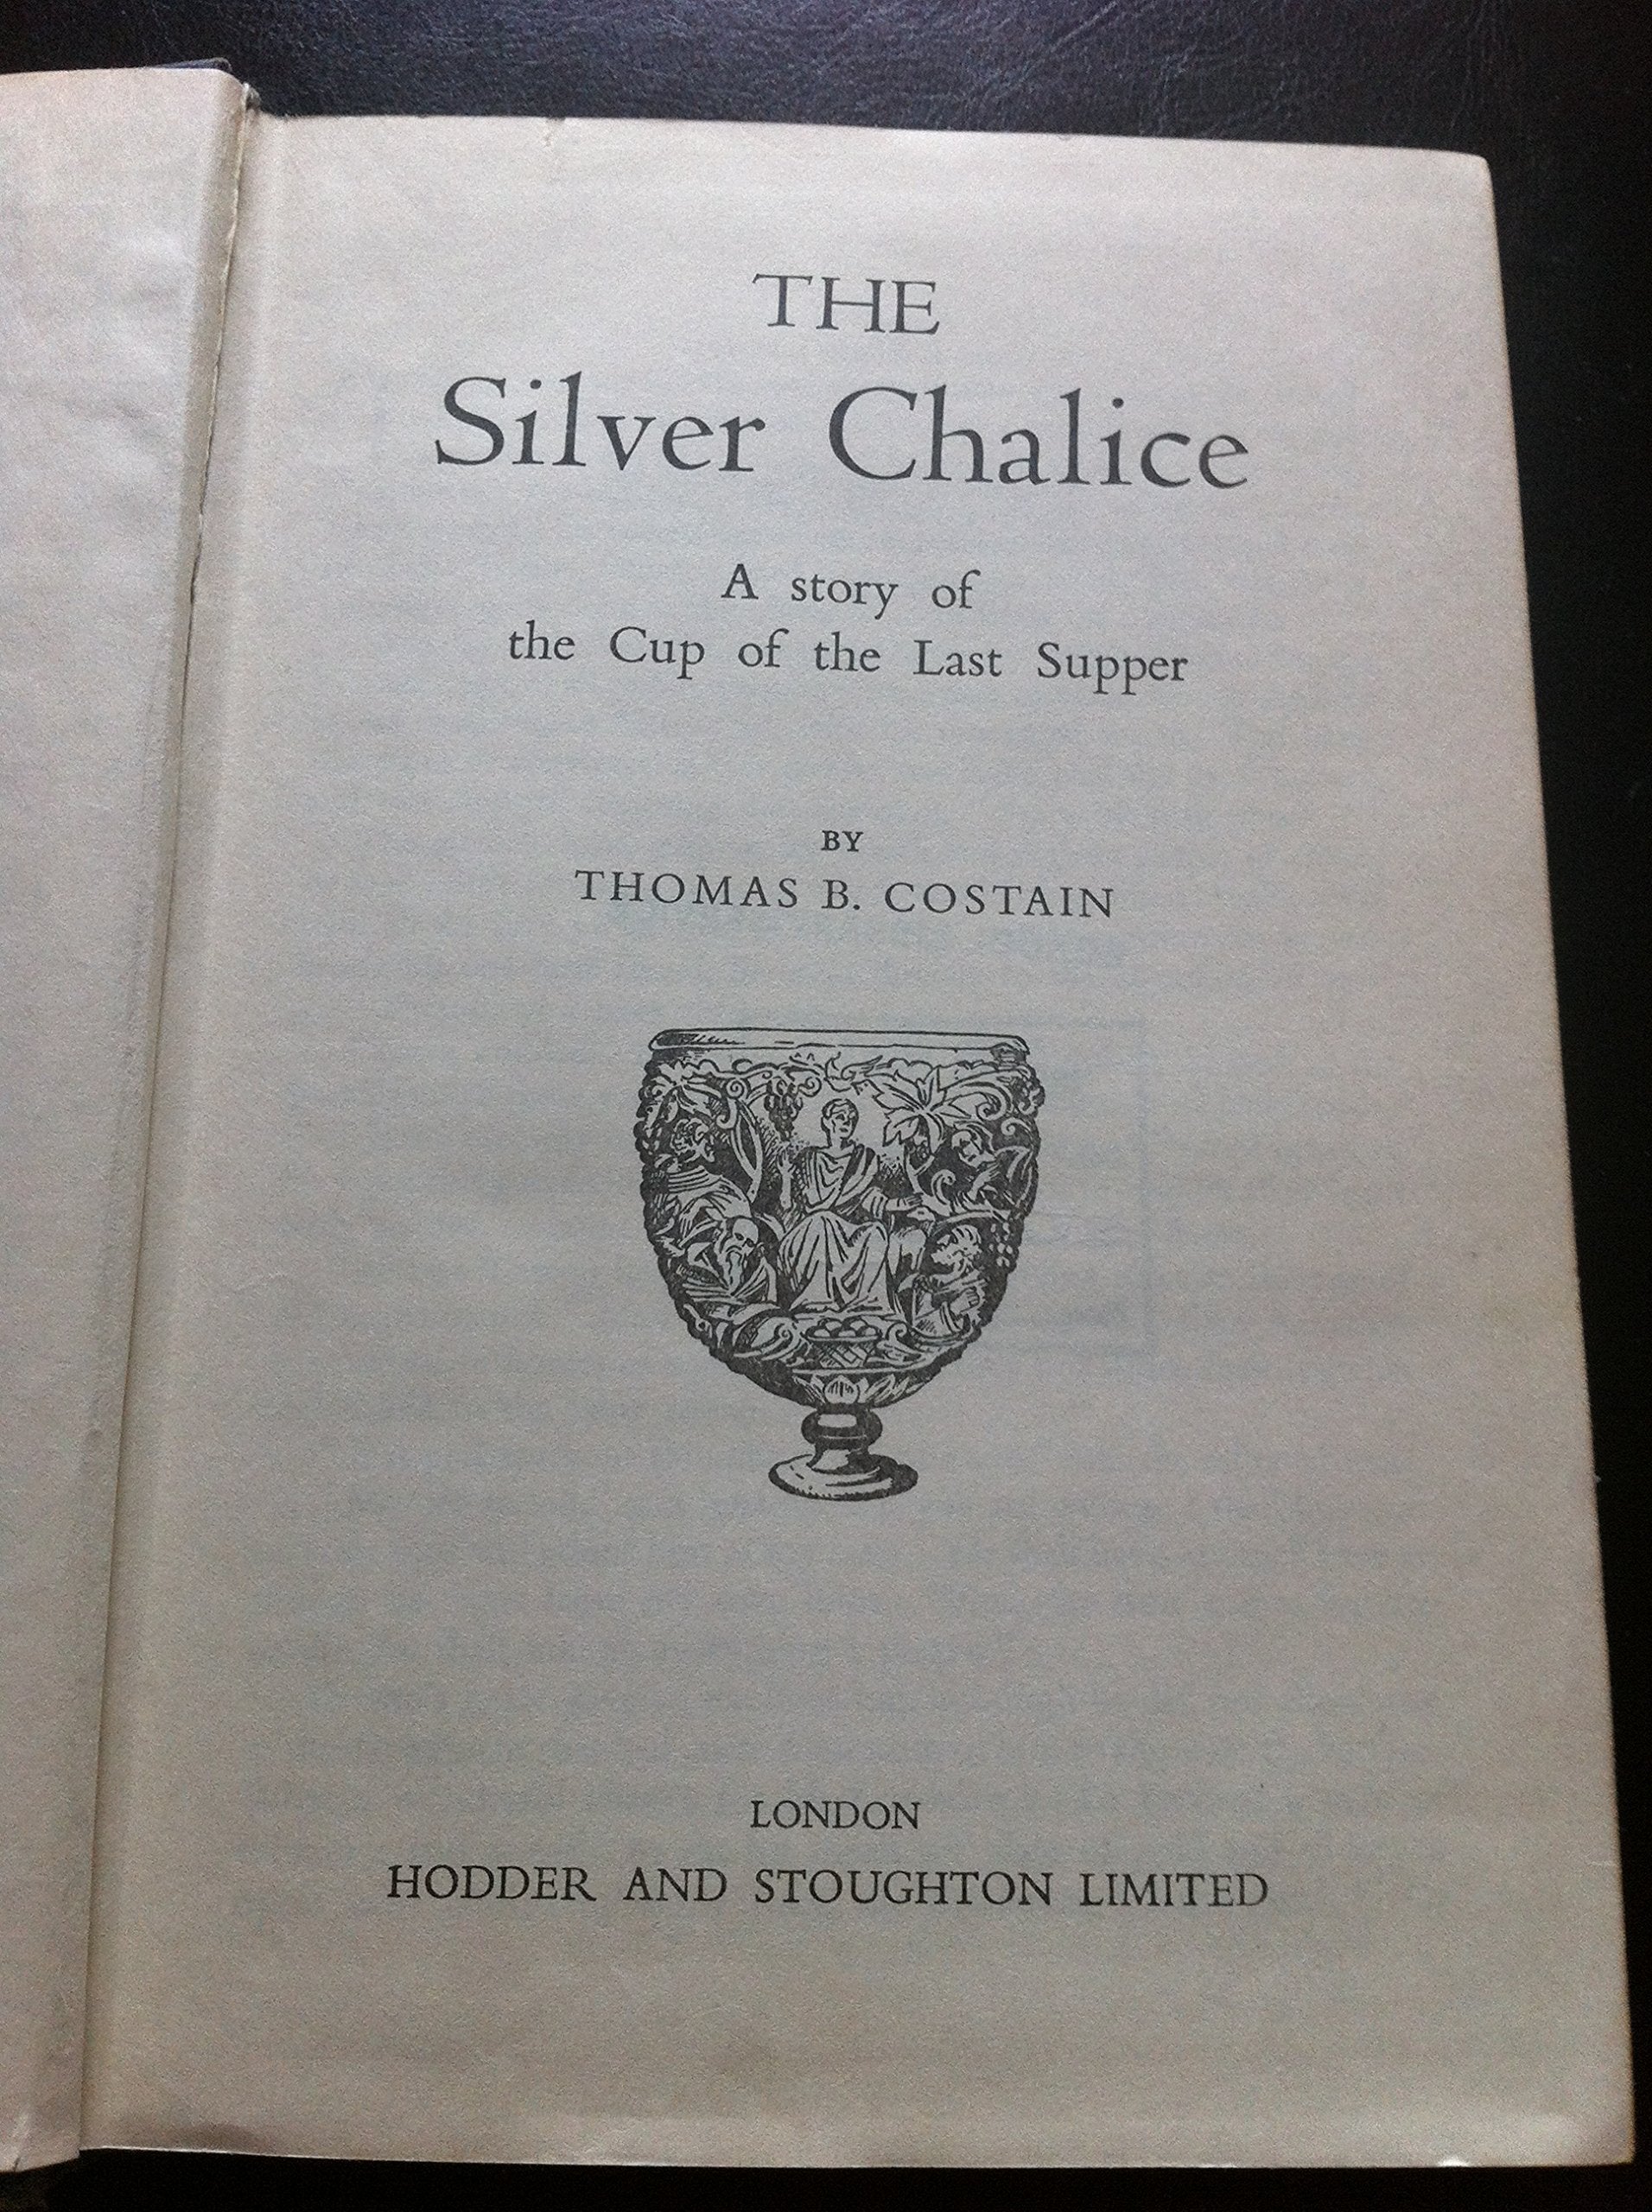 THE
Silver Chalice
A story of
the Cup of the Last Supper
BY
THOMAS B. COSTAIN
LONDON
HODDER AND STOUGHTON LIMITED